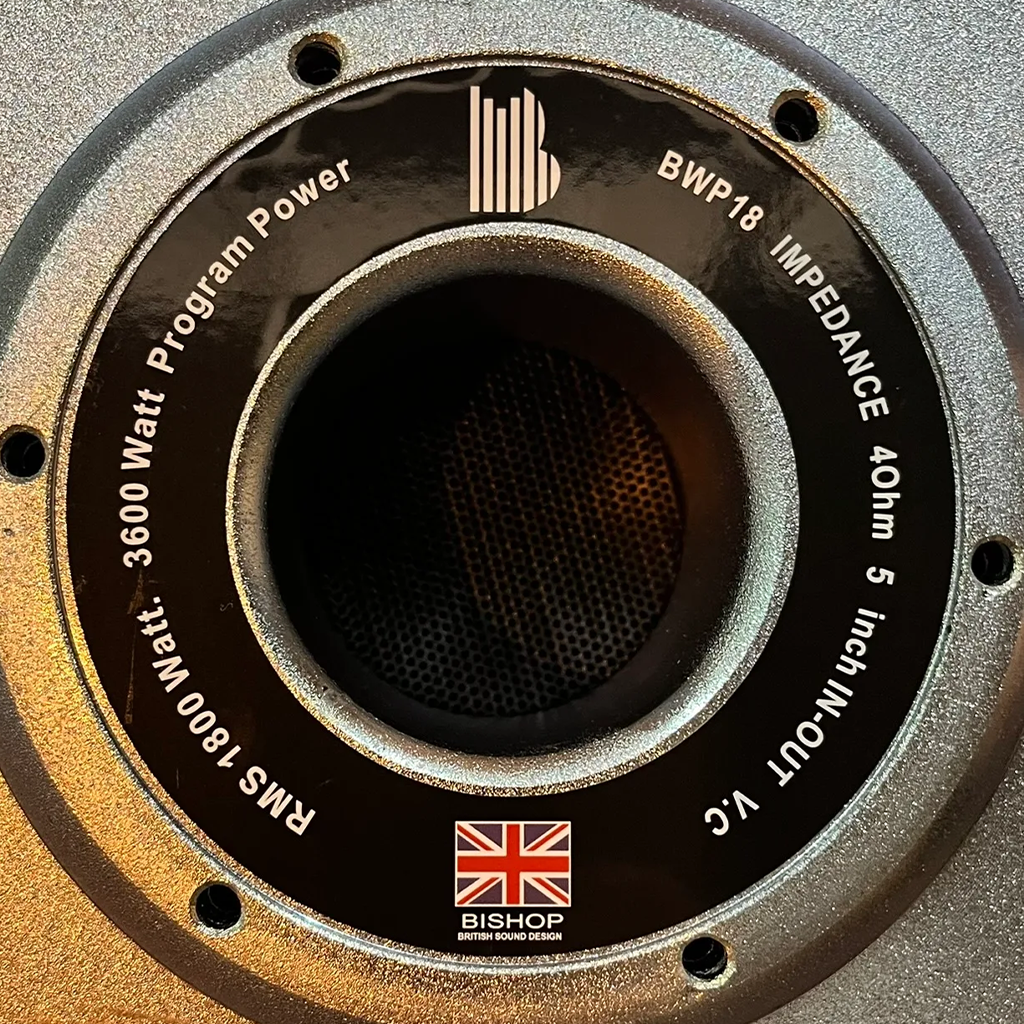 RMS 1800 Watt. 3600 Watt Program Power
BWP18 IMPEDANCE 4Ohm 5 inch IN-OUT V.C
BISHOP
BRITISH SOUND DESIGN